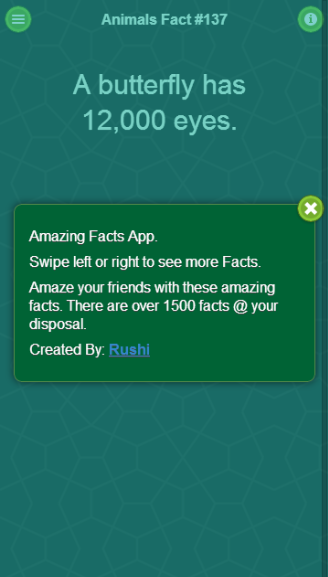 Animals Fact #137
A butterfly has
12,000 eyes.
Amazing Facts App.
Swipe left or right to see more Facts.
Amaze your friends with these amazing
facts. There are over 1500 facts @ your
disposal.
Created By: Rushi